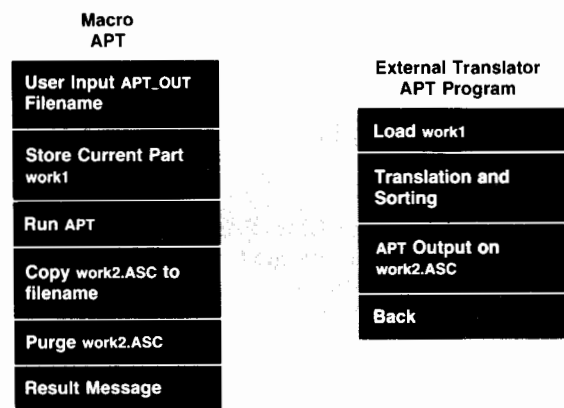 Macro
APT
User Input APT_OUT
Filename
Store Current Part
work1
Run APT
Copy work2.ASC to
filename
Purge work2.ASC
Result Message
External Translator
APT Program
Load work1
Translation and
Sorting
APT Output on
work2.ASC
Back